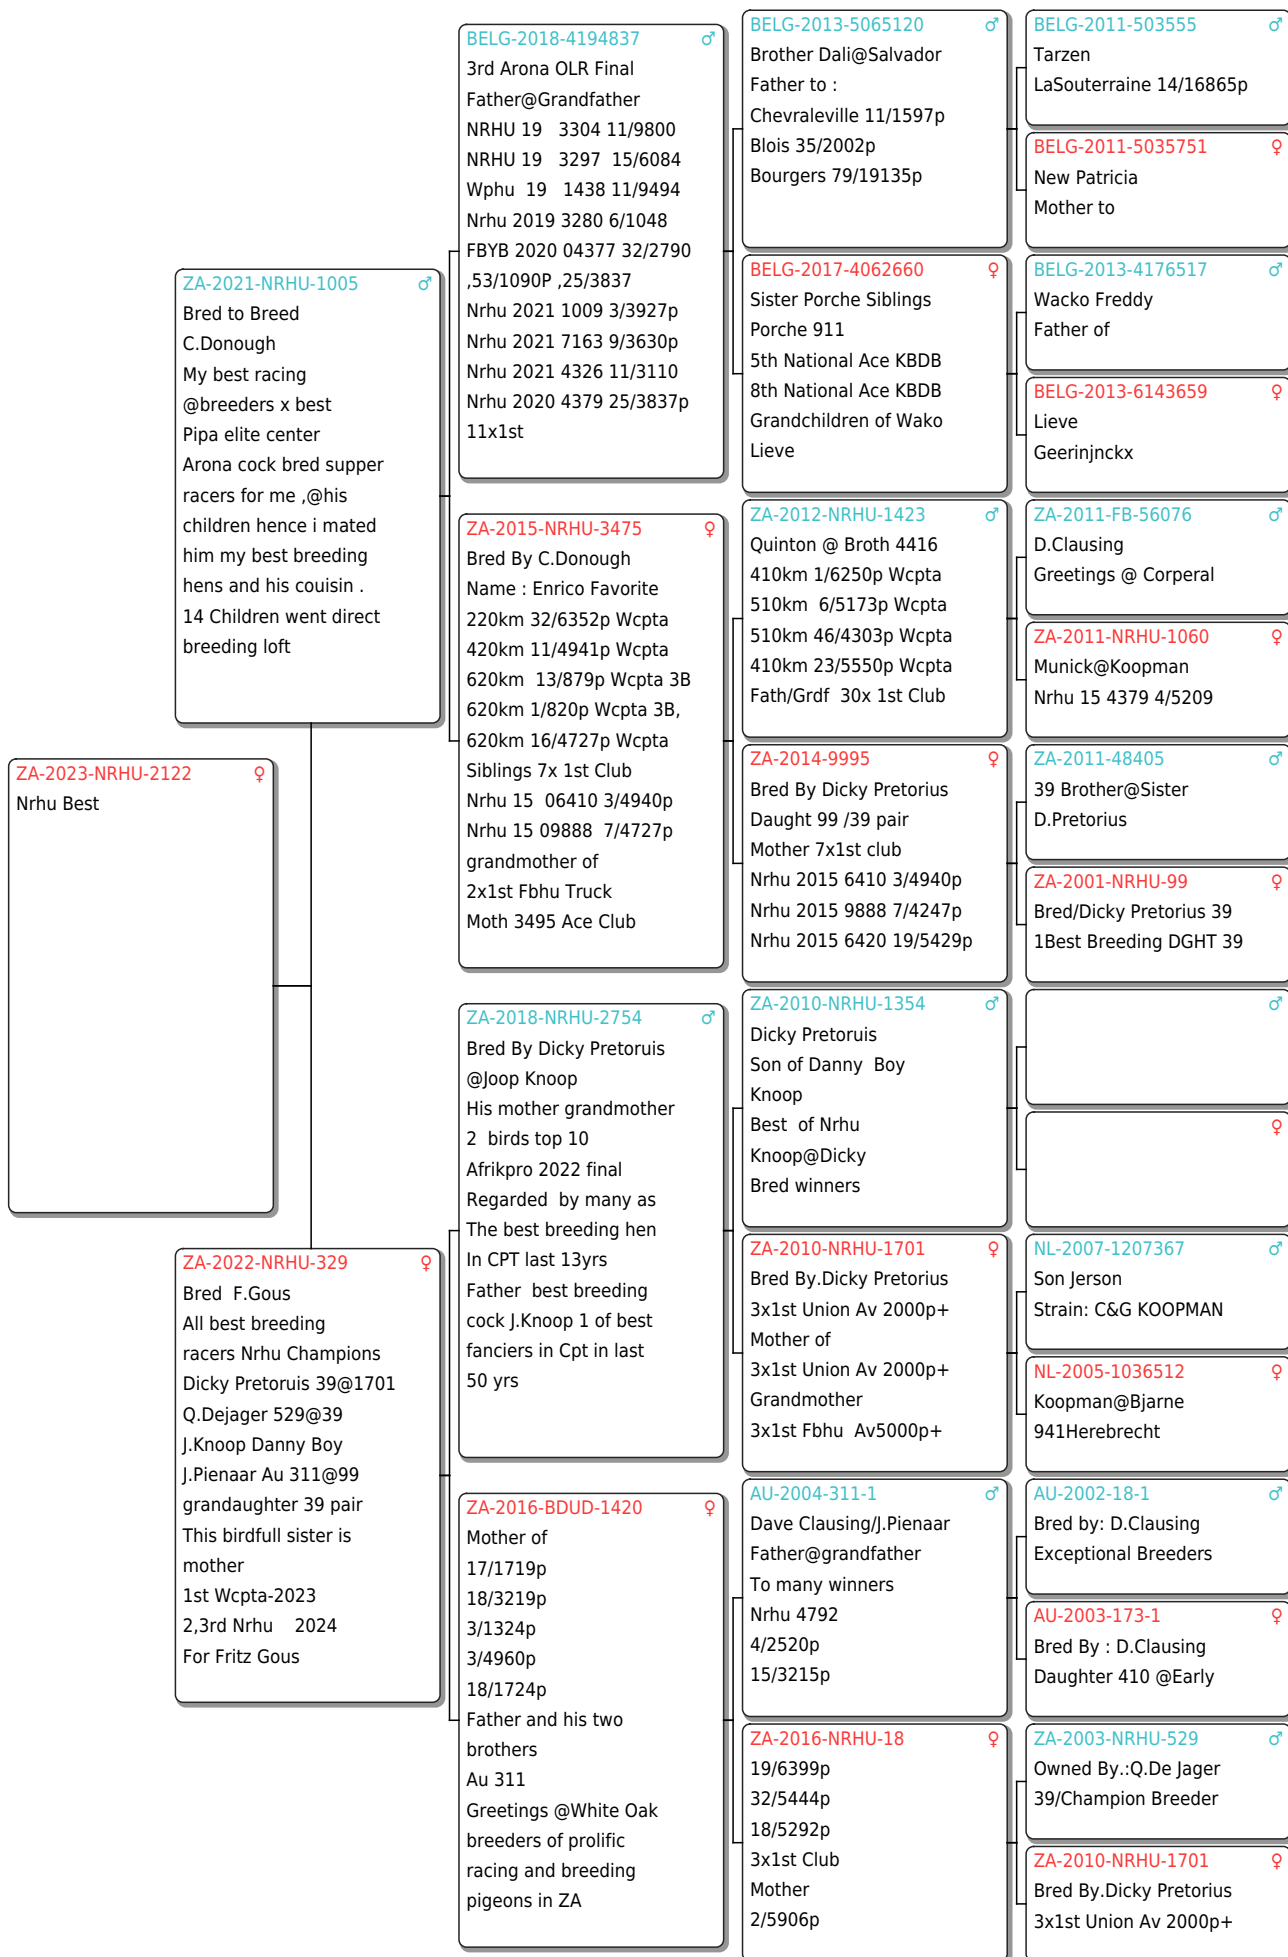 ZA-2023-NRHU-2122 ♀
Nrhu Best
ZA-2021-NRHU-1005 ♂
Bred to Breed
C.Donough
My best racing
@breeders x best
Pipa elite center
Arona cock bred supper
racers for me ,@his
children hence i mated
him my best breeding
hens and his couisin .
14 Children went direct
breeding loft
ZA-2022-NRHU-329 ♀
Bred  F.Gous
All best breeding
racers Nrhu Champions
Dicky Pretoruis 39@1701
Q.Dejager 529@39
J.Knoop Danny Boy
J.Pienaar Au 311@99
grandaughter 39 pair
This birdfull sister is
mother
1st Wcpta-2023
2,3rd Nrhu    2024
For Fritz Gous
BELG-2018-4194837 ♂
3rd Arona OLR Final
Father@Grandfather
NRHU 19   3304 11/9800
NRHU 19   3297  15/6084
Wphu  19   1438 11/9494
Nrhu 2019 3280 6/1048
FBYB 2020 04377 32/2790
,53/1090P ,25/3837
Nrhu 2021 1009 3/3927p
Nrhu 2021 7163 9/3630p
Nrhu 2021 4326 11/3110
Nrhu 2020 4379 25/3837p
11x1st
ZA-2015-NRHU-3475 ♀
Bred By C.Donough
Name : Enrico Favorite
220km 32/6352p Wcpta
420km 11/4941p Wcpta
620km  13/879p Wcpta 3B
620km 1/820p Wcpta 3B,
620km 16/4727p Wcpta
Siblings 7x 1st Club
Nrhu 15  06410 3/4940p
Nrhu 15 09888  7/4727p
grandmother of
2x1st Fbhu Truck
Moth 3495 Ace Club
ZA-2018-NRHU-2754 ♂
Bred By Dicky Pretoruis
@Joop Knoop
His mother grandmother
2  birds top 10
Afrikpro 2022 final
Regarded  by many as
The best breeding hen
In CPT last 13yrs
Father  best breeding
cock J.Knoop 1 of best
fanciers in Cpt in last
50 yrs
ZA-2016-BDUD-1420 ♀
Mother of
17/1719p
18/3219p
3/1324p
3/4960p
18/1724p
Father and his two
brothers
Au 311
Greetings @White Oak
breeders of prolific
racing and breeding
pigeons in ZA
BELG-2013-5065120 ♂
Brother Dali@Salvador
Father to :
Chevraleville 11/1597p
Blois 35/2002p
Bourgers 79/19135p
BELG-2017-4062660 ♀
Sister Porche Siblings
Porche 911
5th National Ace KBDB
8th National Ace KBDB
Grandchildren of Wako
Lieve
ZA-2012-NRHU-1423 ♂
Quinton @ Broth 4416
410km 1/6250p Wcpta
510km  6/5173p Wcpta
510km 46/4303p Wcpta
410km 23/5550p Wcpta
Fath/Grdf  30x 1st Club
ZA-2014-9995 ♀
Bred By Dicky Pretorius
Daught 99 /39 pair
Mother 7x1st club
Nrhu 2015 6410 3/4940p
Nrhu 2015 9888 7/4247p
Nrhu 2015 6420 19/5429p
ZA-2010-NRHU-1354 ♂
Dicky Pretoruis
Son of Danny  Boy
Knoop
Best  of Nrhu
Knoop@Dicky
Bred winners
ZA-2010-NRHU-1701 ♀
Bred By.Dicky Pretorius
3x1st Union Av 2000p+
Mother of
3x1st Union Av 2000p+
Grandmother
3x1st Fbhu  Av5000p+
AU-2004-311-1 ♂
Dave Clausing/J.Pienaar
Father@grandfather
To many winners
Nrhu 4792
4/2520p
15/3215p
ZA-2016-NRHU-18 ♀
19/6399p
32/5444p
18/5292p
3x1st Club
Mother
2/5906p
BELG-2011-503555 ♂
Tarzen
LaSouterraine 14/16865p
BELG-2011-5035751 ♀
New Patricia
Mother to
BELG-2013-4176517 ♂
Wacko Freddy
Father of
BELG-2013-6143659 ♀
Lieve
Geerinjnckx
ZA-2011-FB-56076 ♂
D.Clausing
Greetings @ Corperal
ZA-2011-NRHU-1060 ♀
Munick@Koopman
Nrhu 15 4379 4/5209
ZA-2011-48405 ♂
39 Brother@Sister
D.Pretorius
ZA-2001-NRHU-99 ♀
Bred/Dicky Pretorius 39
1Best Breeding DGHT 39
♂
♀
NL-2007-1207367 ♂
Son Jerson
Strain: C&G KOOPMAN
NL-2005-1036512 ♀
Koopman@Bjarne
941Herebrecht
AU-2002-18-1 ♂
Bred by: D.Clausing
Exceptional Breeders
AU-2003-173-1 ♀
Bred By : D.Clausing
Daughter 410 @Early
ZA-2003-NRHU-529 ♂
Owned By.:Q.De Jager
39/Champion Breeder
ZA-2010-NRHU-1701 ♀
Bred By.Dicky Pretorius
3x1st Union Av 2000p+